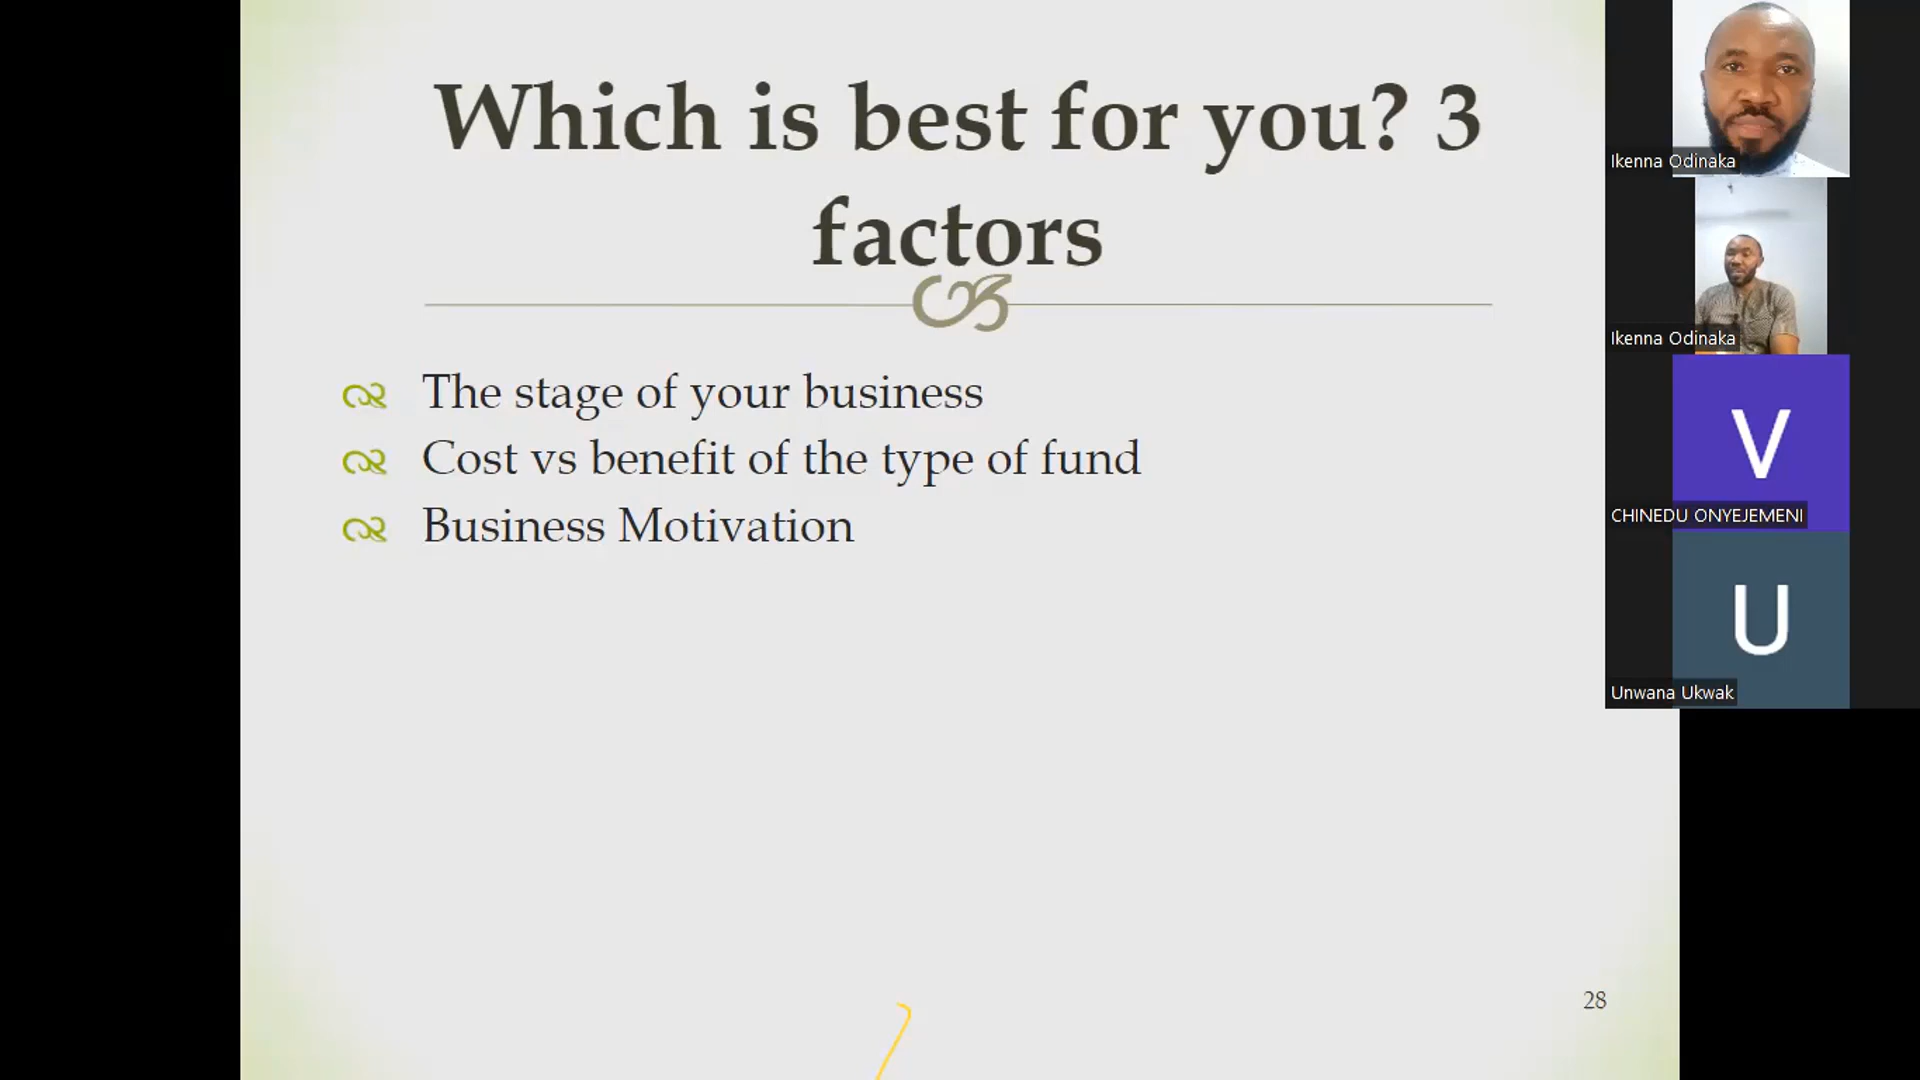 Which is best for you? 3
factors
The stage of your business
Cost vs benefit of the type of fund
Business Motivation
28
Ikenna Odinaka
Ikenna Odinaka
V
CHINEDU ONYEJEMENI
U
Unwana Ukwak